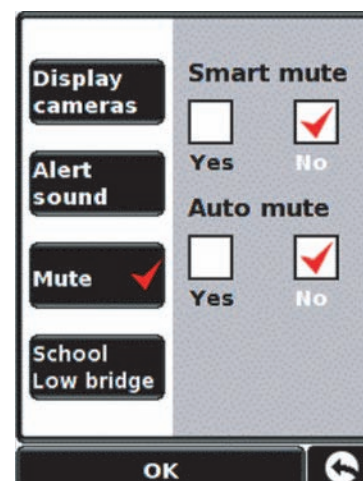 Display
cameras
Alert
sound
Mute
School
Low bridge
Smart mute
Yes No
Auto mute
Yes No
OK